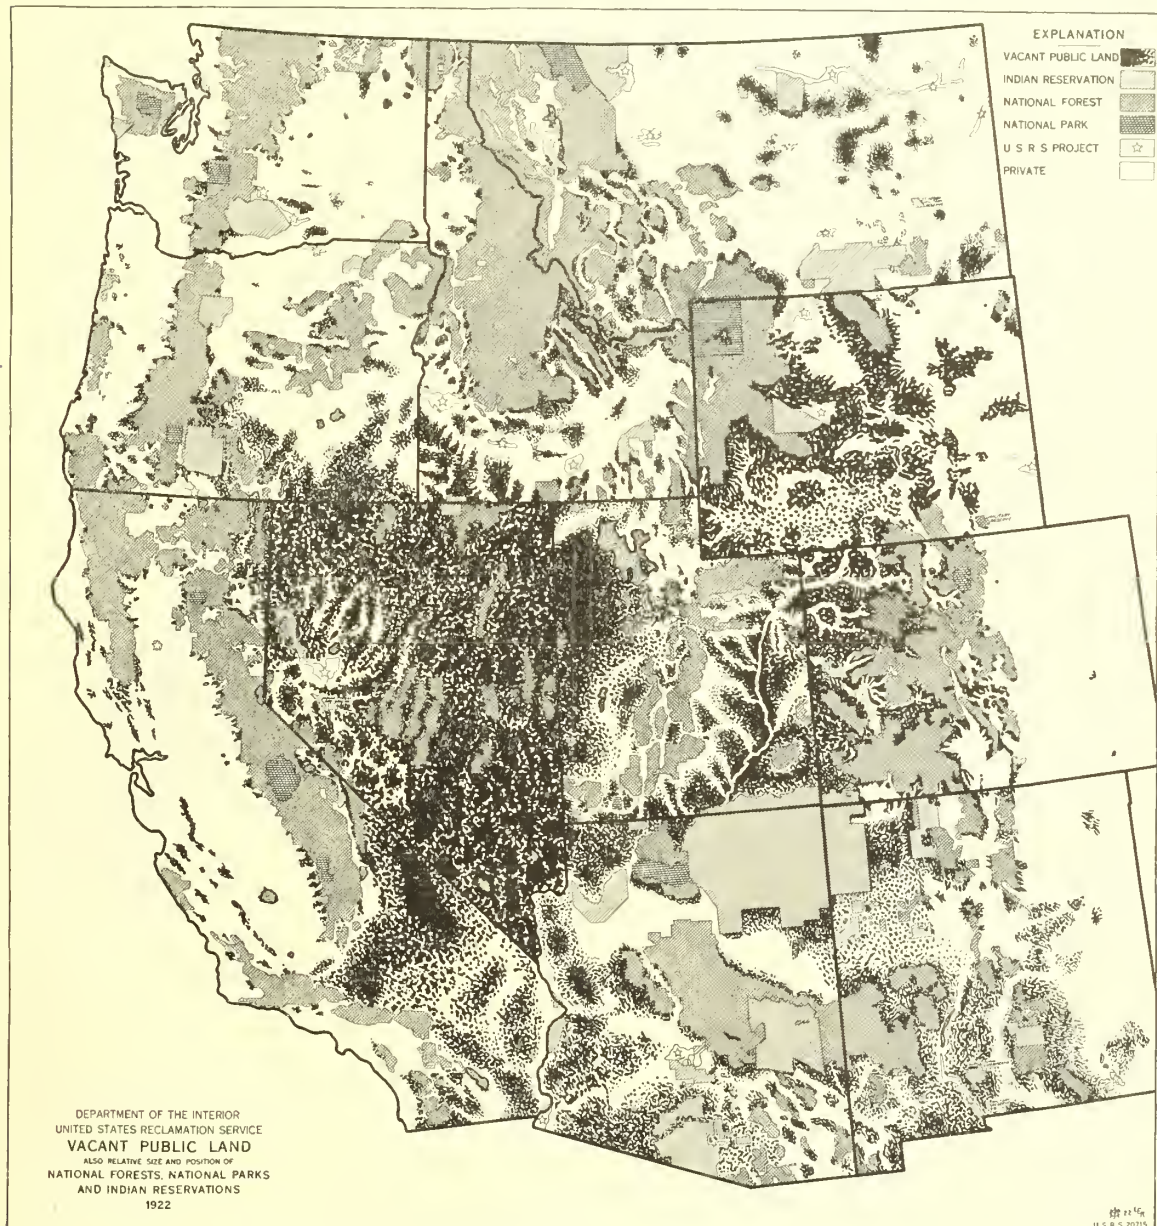 EXPLANATION
VACANT PUBLIC LAND
INDIAN RESERVATION
NATIONAL FOREST
NATIONAL PARK
U S R S PROJECT
PRIVATE
DEPARTMENT OF THE INTERIOR
UNITED STATES RECLAMATION SERVICE
VACANT PUBLIC LAND
ALSO RELATIVE SIZE AND POSITION OF
NATIONAL FORESTS, NATIONAL PARKS
AND INDIAN RESERVATIONS
1922
U.S.R.S. 20715